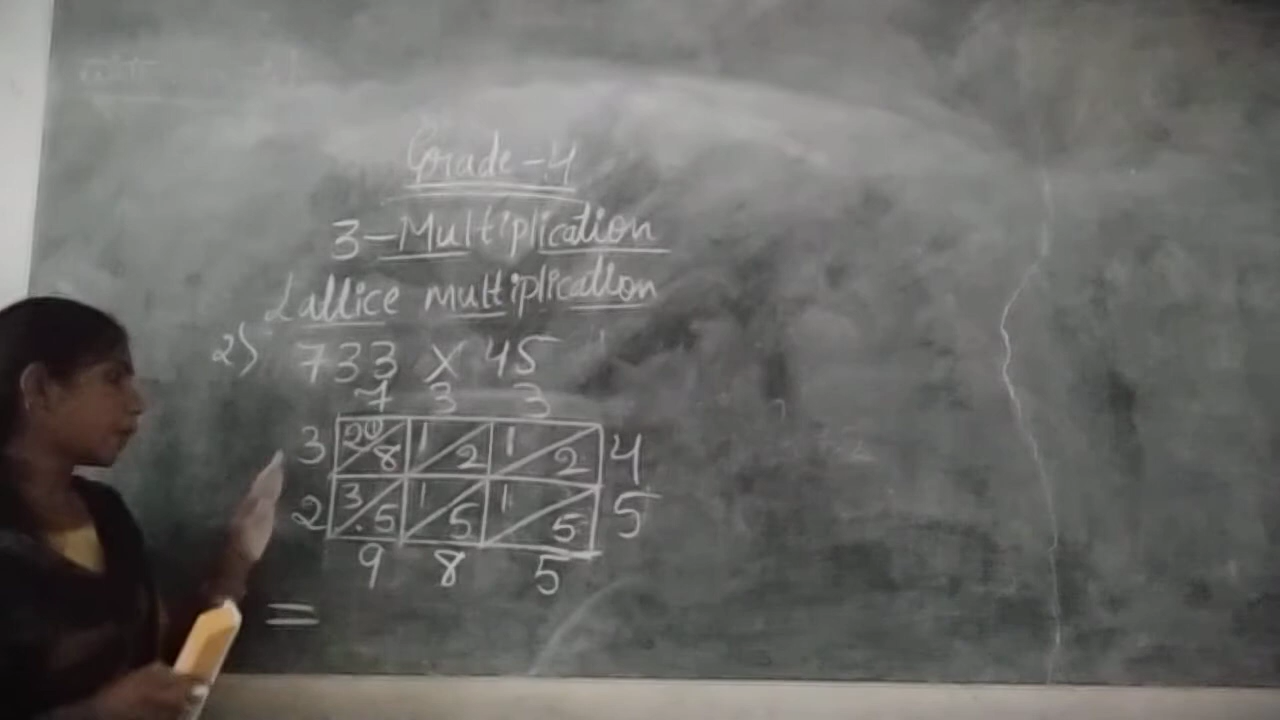 Grade-4
3-Multiplication
Lattice multiplication
2) 733 X 45
7 3 3
3 2 1 8 1 2 1 2 4
2 3 5 1 5 1 5 5
9 8 5
=